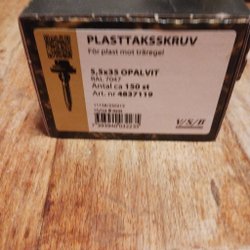 PLASTTAKSSKRUV
För plast mot träregel
5,5x35 OPALVIT
RAL 7047
Antal ca 150 st
Art. nr 4837119
V/S/B